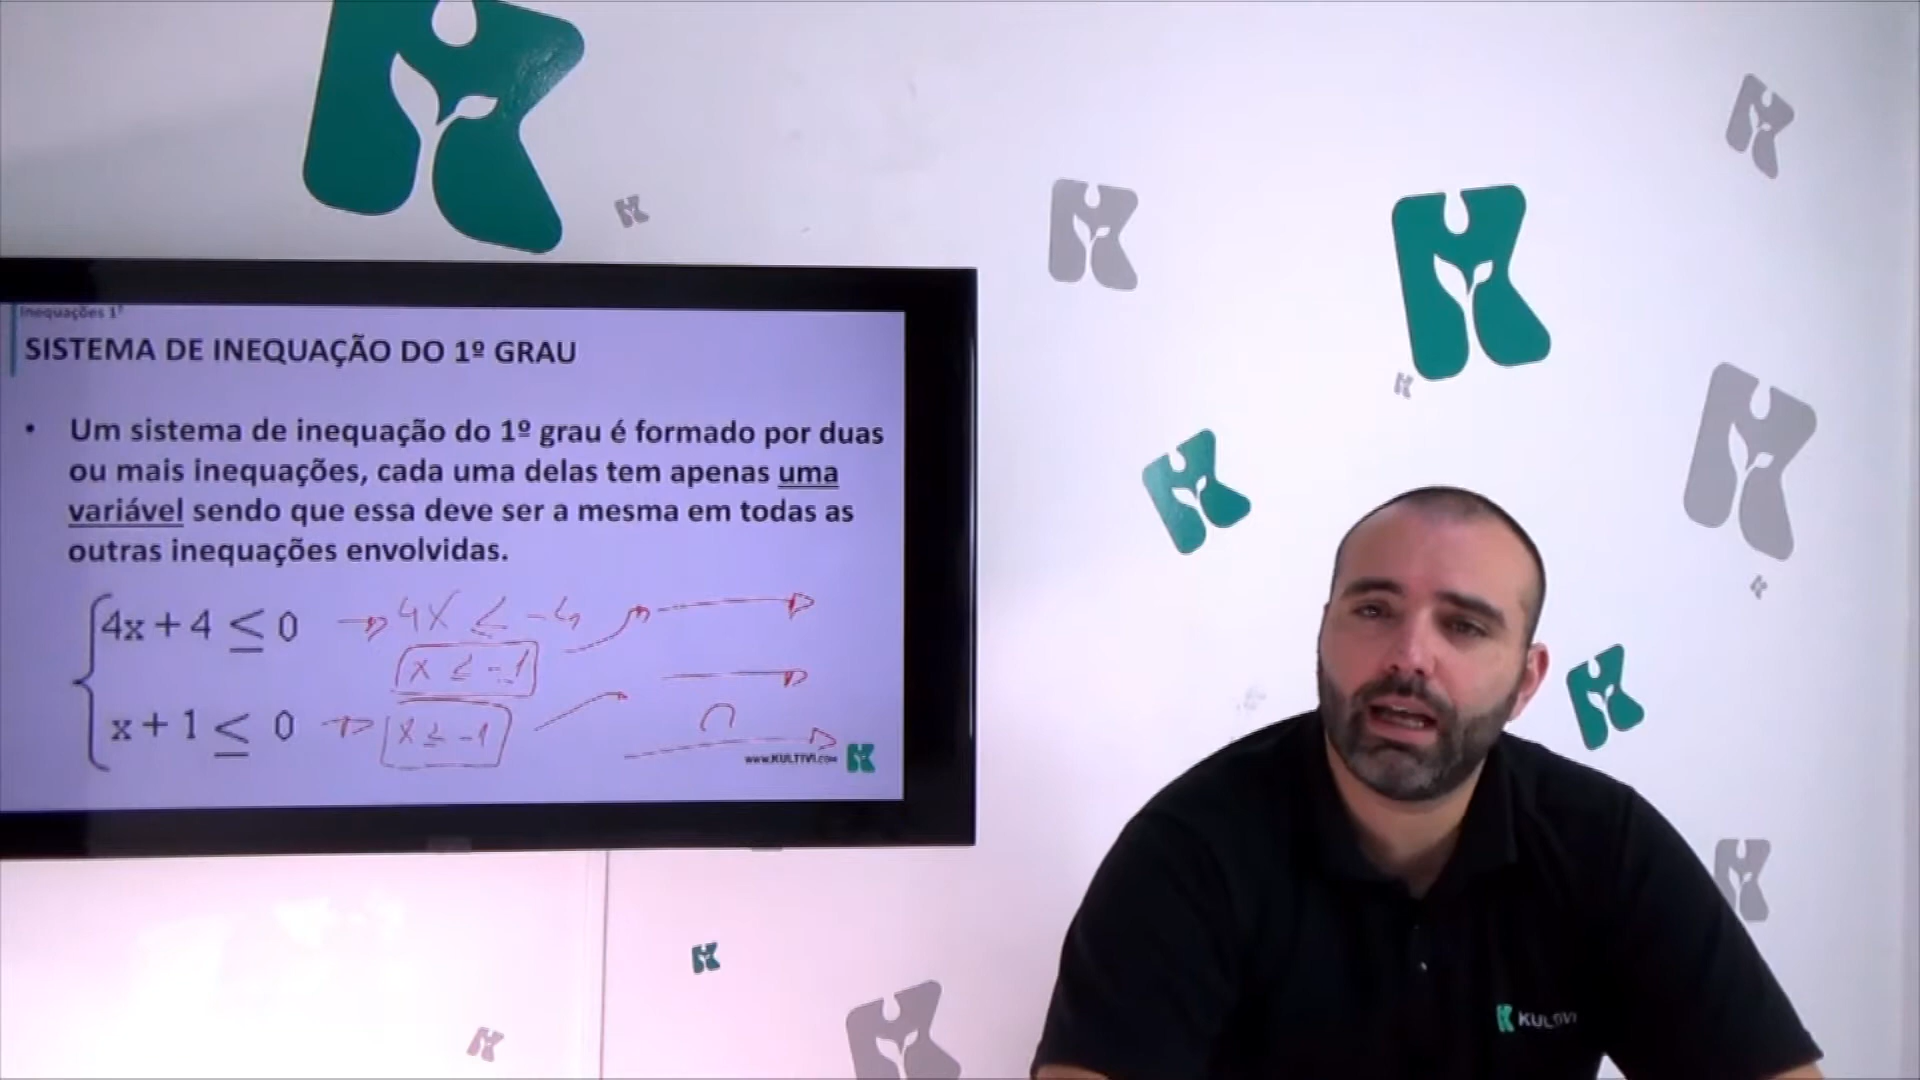 Inequações 1º
SISTEMA DE INEQUAÇÃO DO 1º GRAU
• Um sistema de inequação do 1º grau é formado por duas
ou mais inequações, cada uma delas tem apenas uma
variável sendo que essa deve ser a mesma em todas as
outras inequações envolvidas.
4x + 4 ≤ 0 → 4x ≤ -4
x ≤ -1
x + 1 ≤ 0 → x ≤ -1
∩
www.KULTIVI.com
KULTIVI